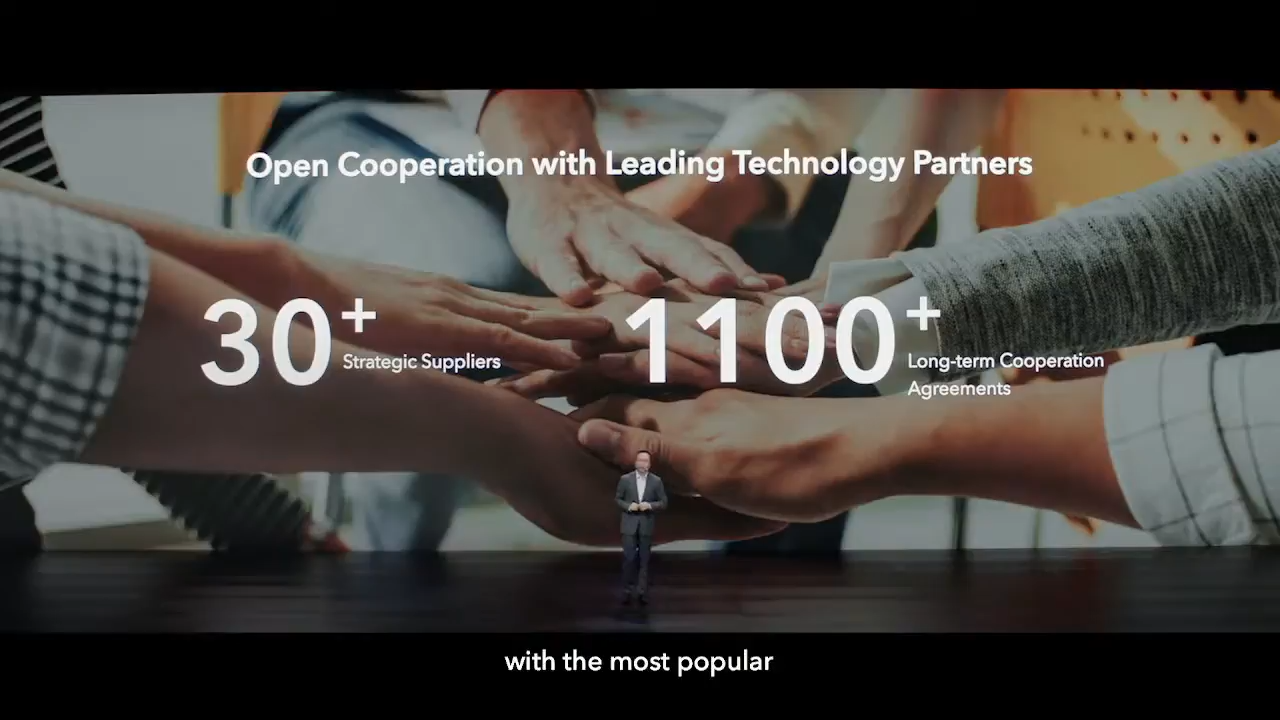 Open Cooperation with Leading Technology Partners
30+
Strategic Suppliers
1100+
Long-term Cooperation
Agreements
with the most popular